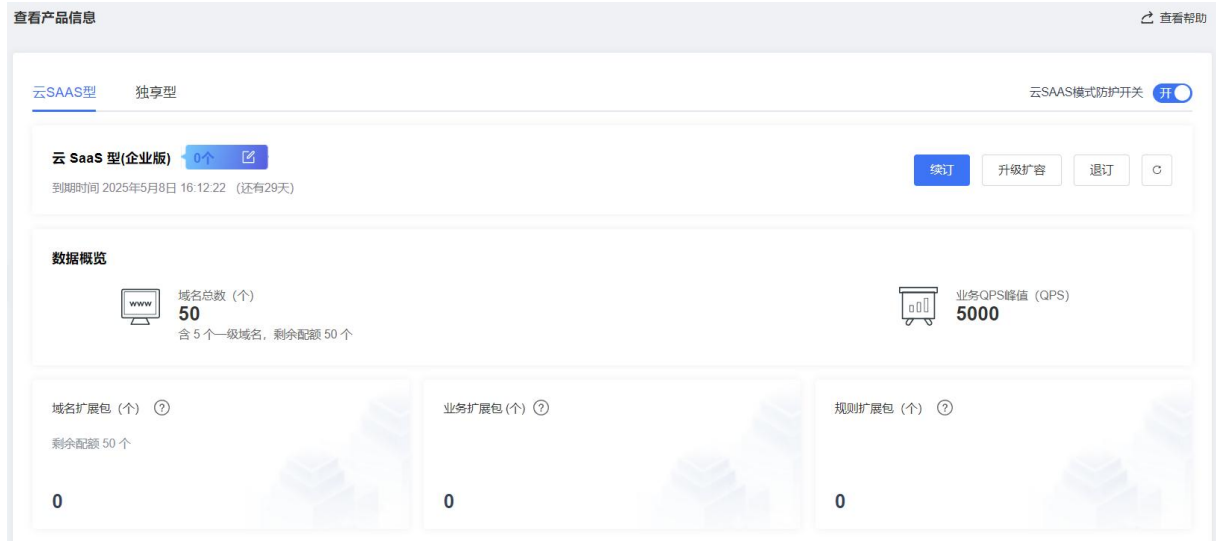 查看产品信息
查看帮助
云SAAS型 独享型 云SAAS模式防护开关 开
云 SaaS 型(企业版) 0个
到期时间 2025年5月8日 16:12:22 (还有29天)
续订 升级扩容 退订
数据概览
www
域名总数（个）
50
含 5 个一级域名，剩余配额 50 个
业务QPS峰值（QPS）
5000
域名扩展包（个） ?
剩余配额 50 个
0
业务扩展包 (个) ?
0
规则扩展包（个） ?
0